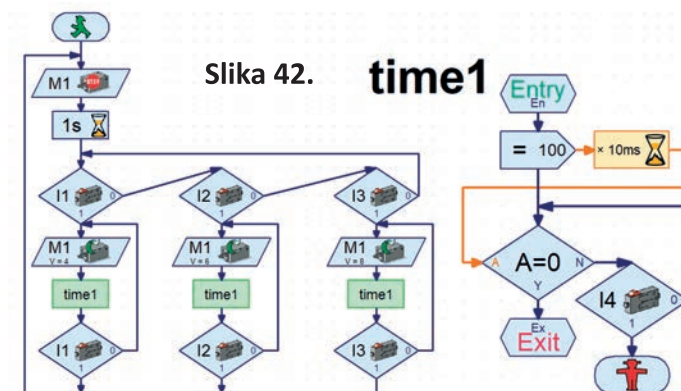 Slika 42.
time1
M1 STOP
1s
I1 0 1
I2 0 1
I3 0 1
M1 V = 4
M1 V = 6
M1 V = 8
time1
time1
time1
I1 0 1
I2 0 1
I3 0 1
Entry
En
= 100
× 10ms
A A=0 N
Y
I4 0 1
Ex
Exit